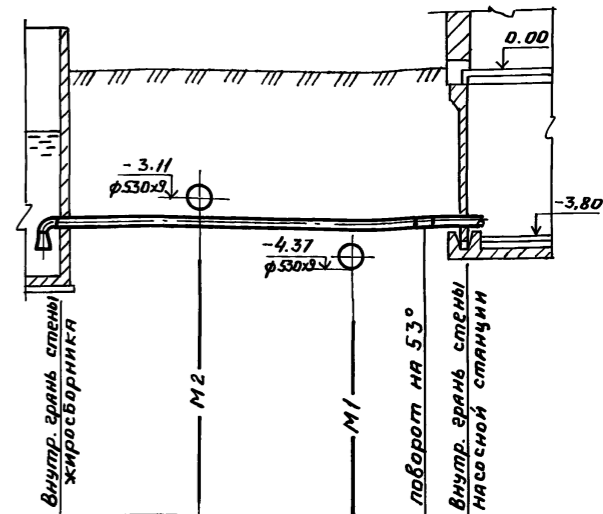 0.00
-3.11
ф530х9
-3,80
-4.37
ф530х9
М2
М1
поворот на 53°
Внутр. грань стены
жиросборника
Внутр. грань стены
насосной станции